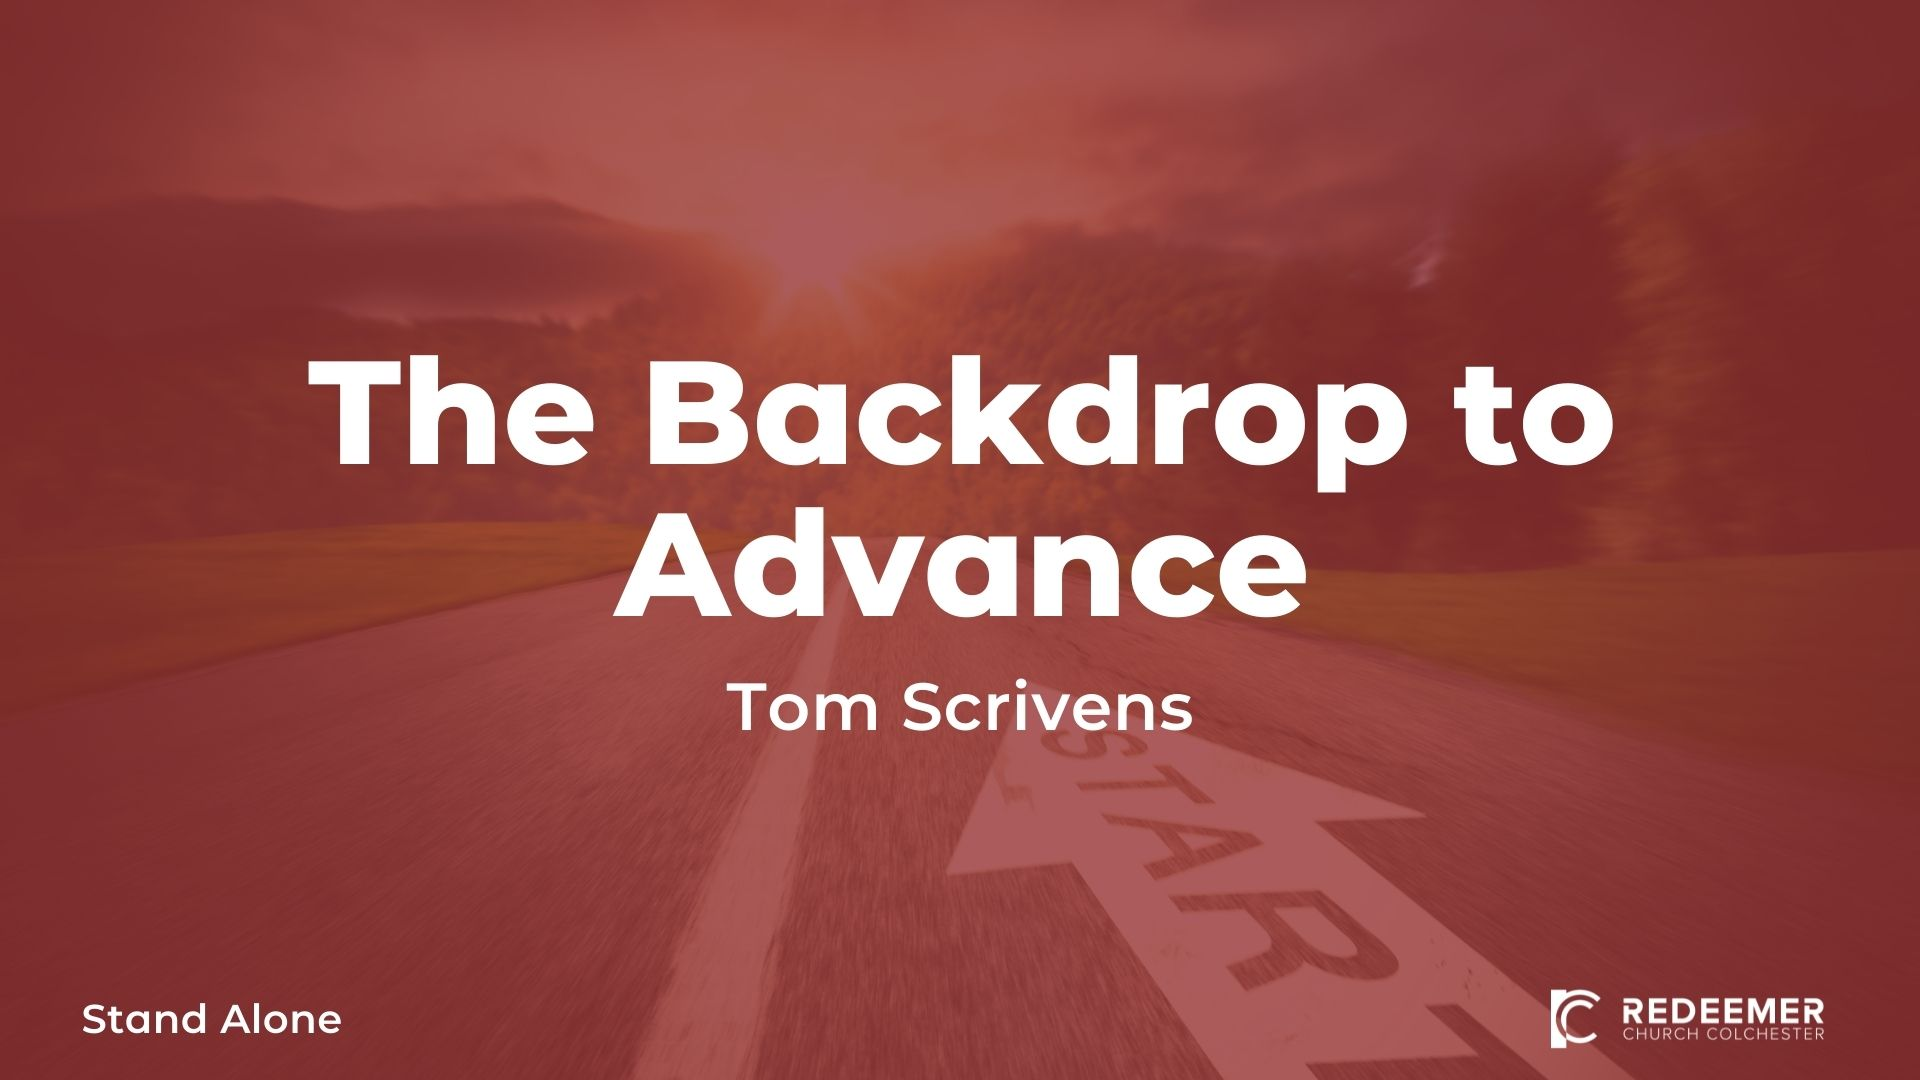 The Backdrop to
Advance
Tom Scrivens
START
Stand Alone
REDEEMER
CHURCH COLCHESTER